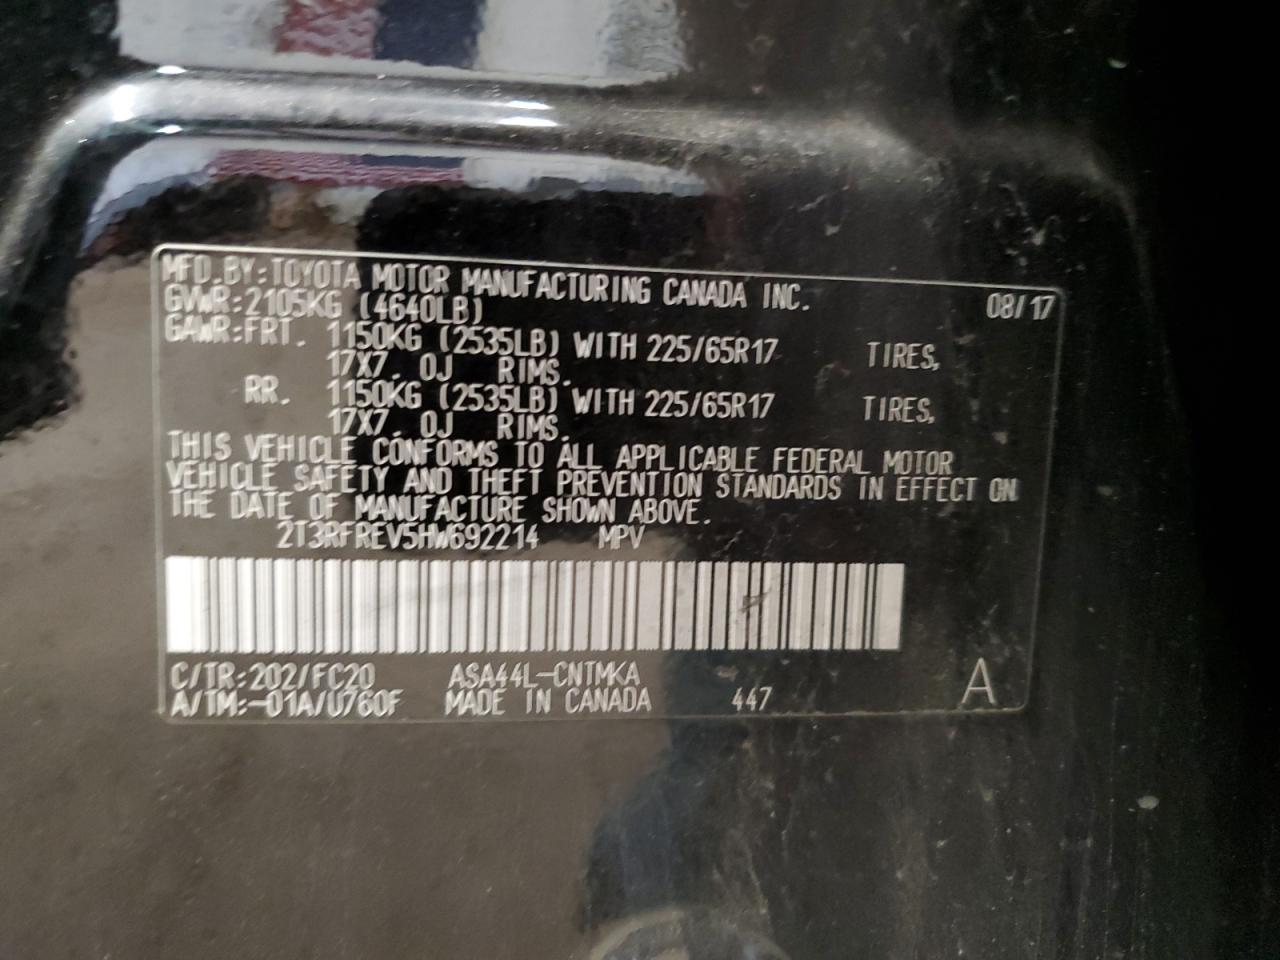 MFD.BY:TOYOTA MOTOR MANUFACTURING CANADA INC. 08/17
GVWR:2105KG (4640LB)
GAWR:FRT. 1150KG (2535LB) WITH 225/65R17 TIRES,
17X7.0J RIMS.
RR. 1150KG (2535LB) WITH 225/65R17 TIRES,
17X7.0J RIMS.
THIS VEHICLE CONFORMS TO ALL APPLICABLE FEDERAL MOTOR
VEHICLE SAFETY AND THEFT PREVENTION STANDARDS IN EFFECT ON
THE DATE OF MANUFACTURE SHOWN ABOVE.
2T3RFREV5HW692214 MPV
C/TR:202/FC20 ASA44L-CNTMKA
A/TM:-01A/U760F MADE IN CANADA 447 A